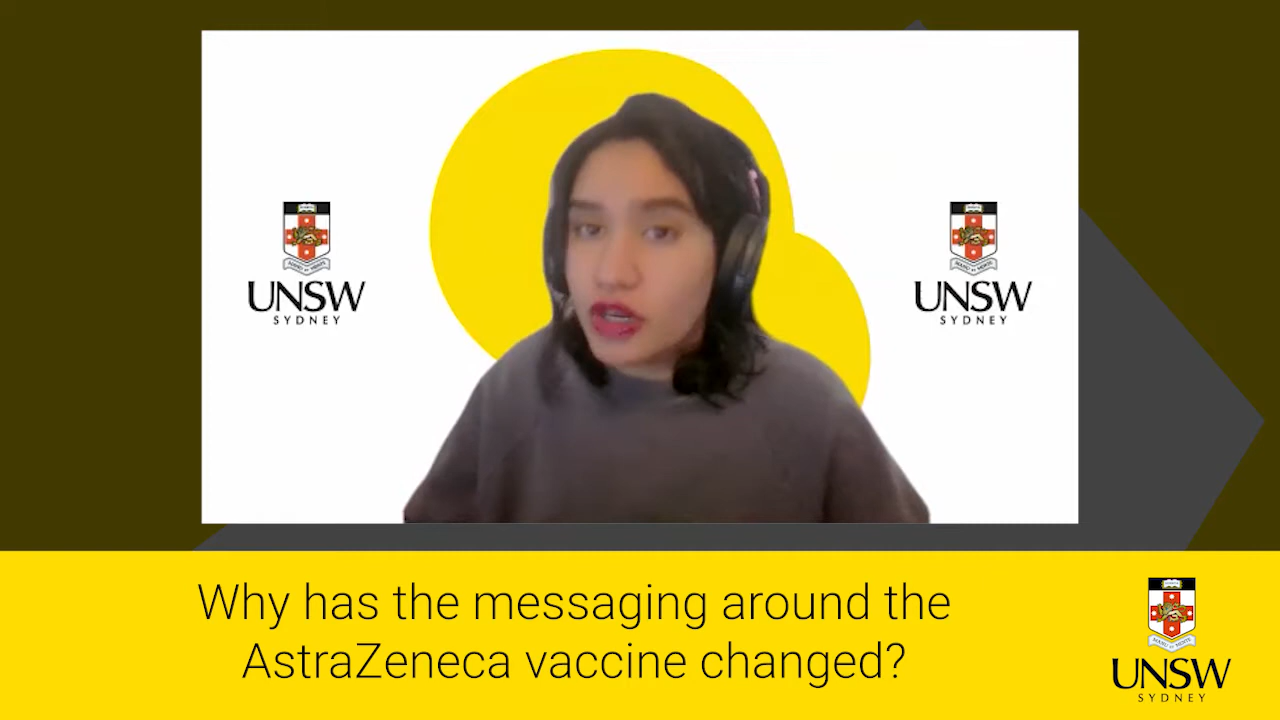 UNSW
SYDNEY
UNSW
SYDNEY
Why has the messaging around the
AstraZeneca vaccine changed?
UNSW
SYDNEY